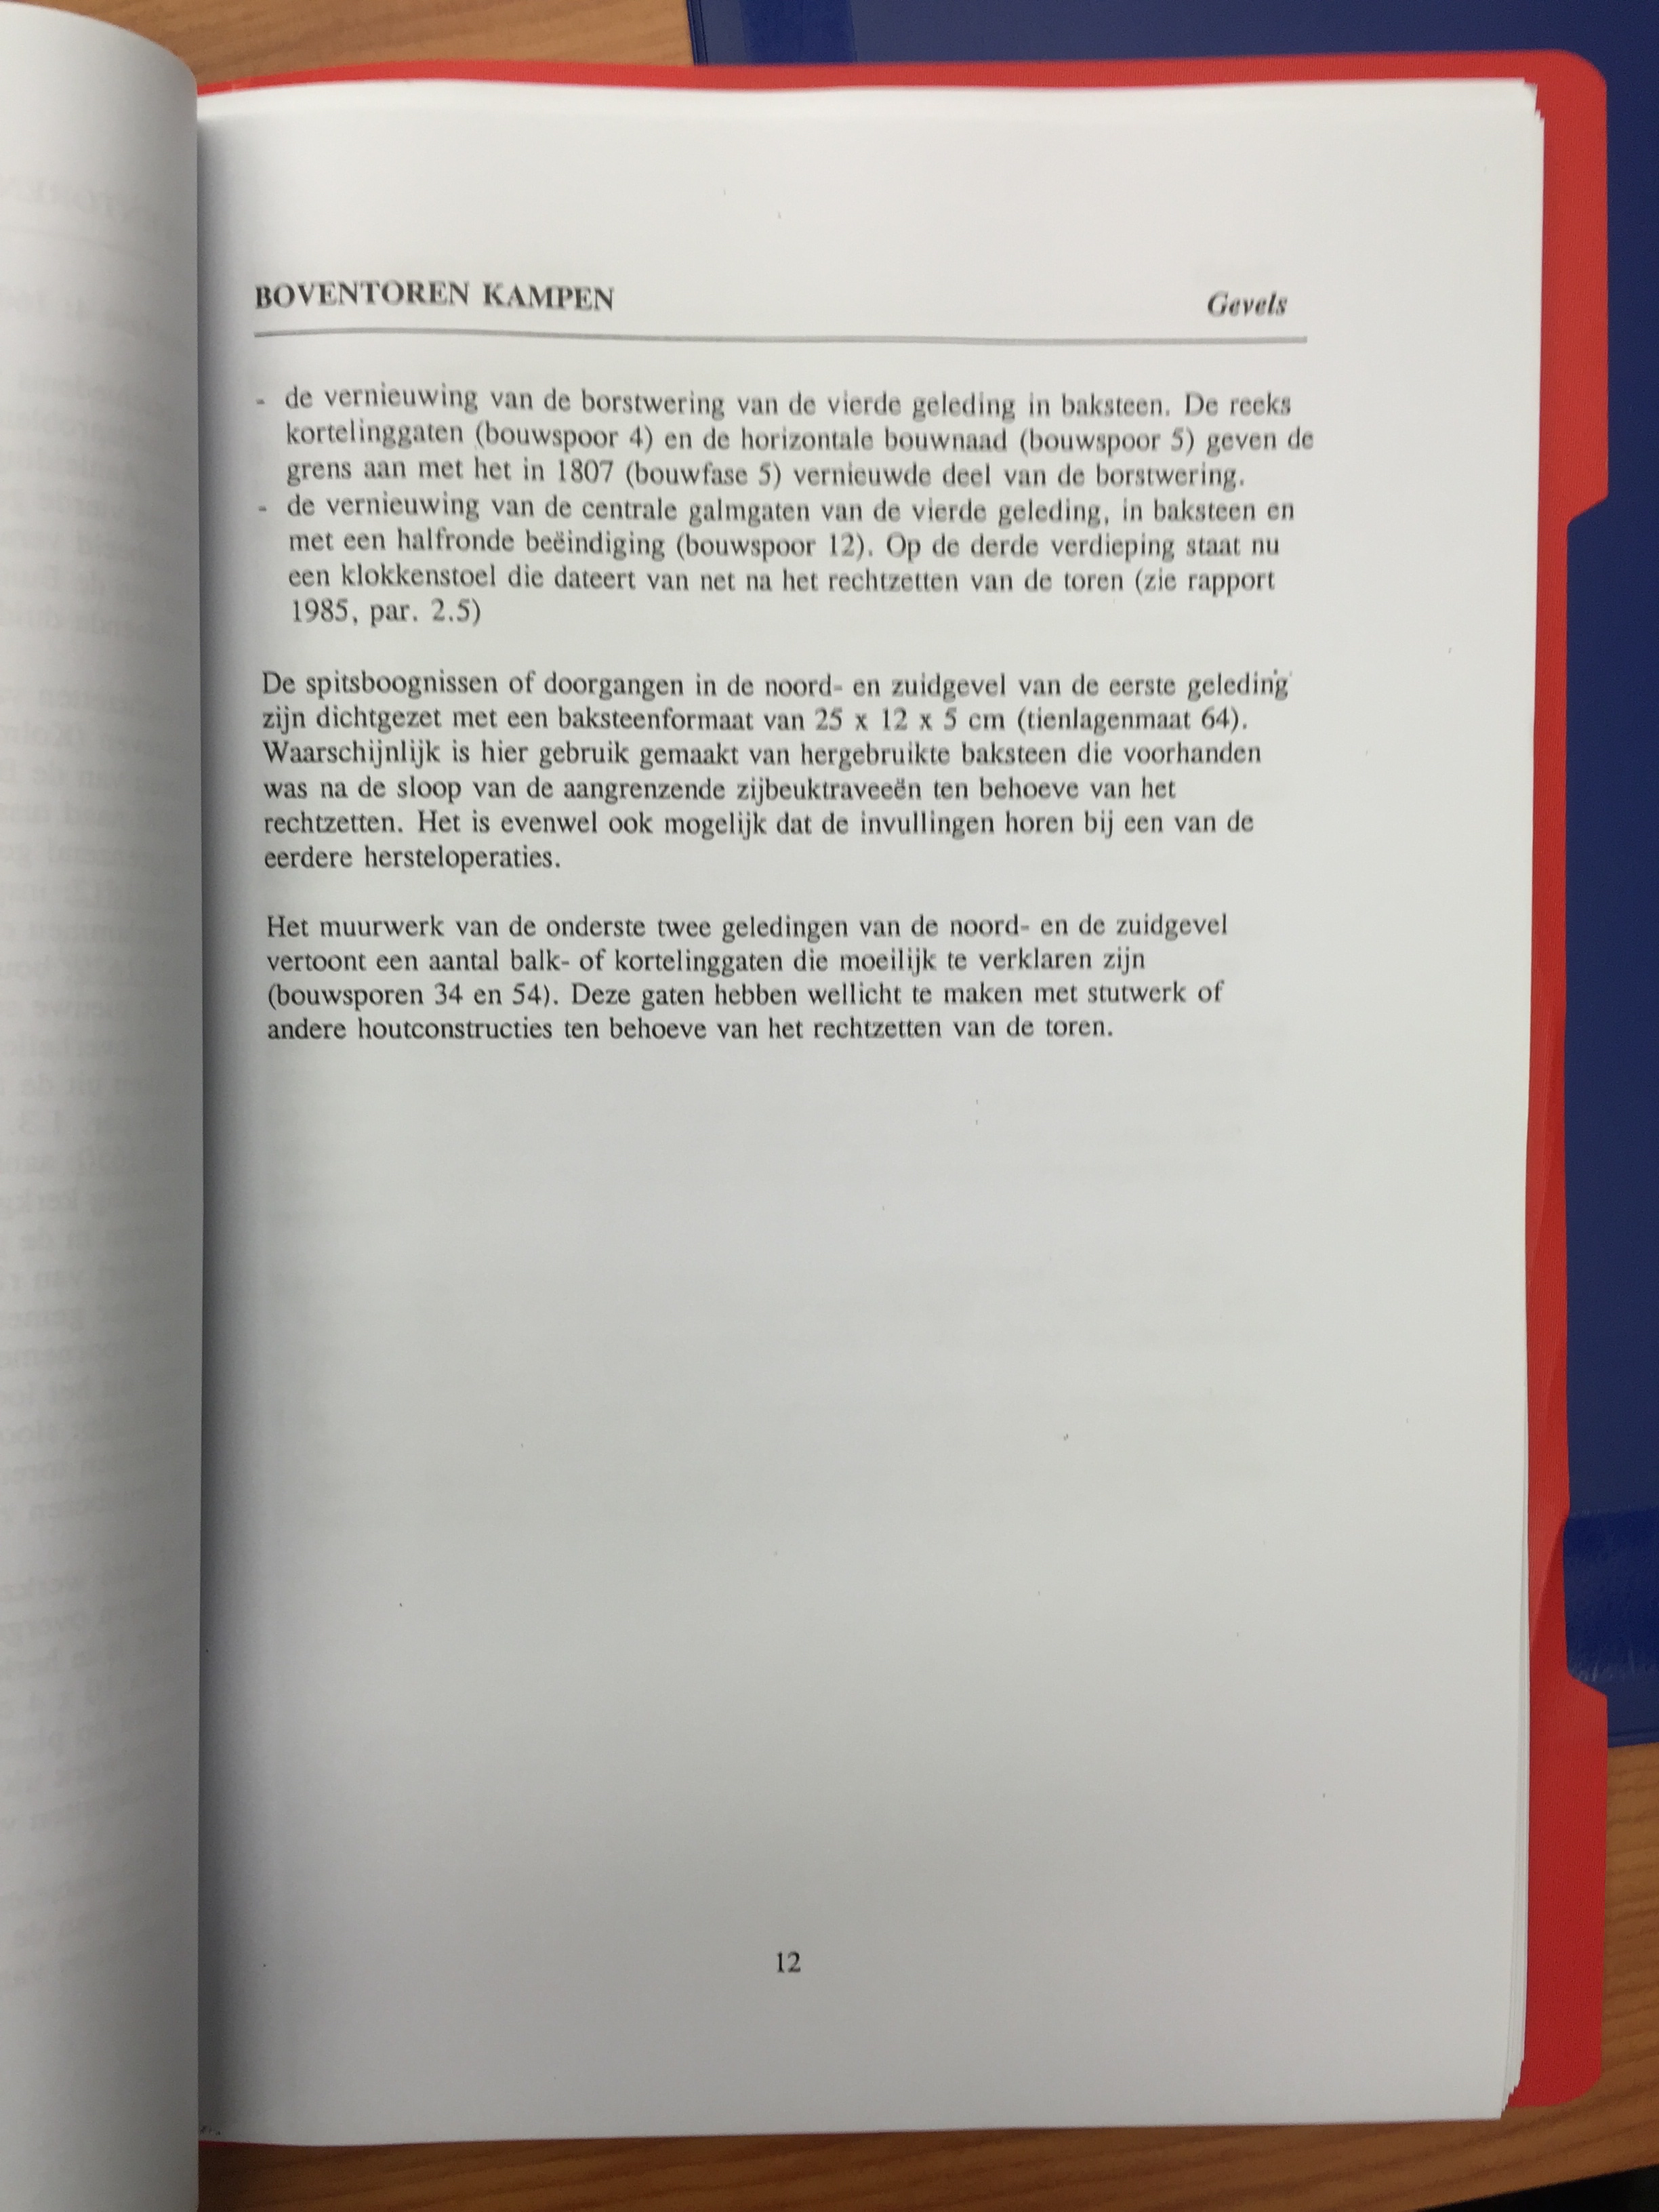 BOVENTOREN KAMPEN
Gevels
- de vernieuwing van de borstwering van de vierde geleding in baksteen. De reeks
kortelinggaten (bouwspoor 4) en de horizontale bouwnaad (bouwspoor 5) geven de
grens aan met het in 1807 (bouwfase 5) vernieuwde deel van de borstwering.
- de vernieuwing van de centrale galmgaten van de vierde geleding, in baksteen en
met een halfronde beëindiging (bouwspoor 12). Op de derde verdieping staat nu
een klokkenstoel die dateert van net na het rechtzetten van de toren (zie rapport
1985, par. 2.5)
De spitsboognissen of doorgangen in de noord- en zuidgevel van de eerste geleding
zijn dichtgezet met een baksteenformaat van 25 x 12 x 5 cm (tienlagenmaat 64).
Waarschijnlijk is hier gebruik gemaakt van hergebruikte baksteen die voorhanden
was na de sloop van de aangrenzende zijbeuktraveeën ten behoeve van het
rechtzetten. Het is evenwel ook mogelijk dat de invullingen horen bij een van de
eerdere hersteloperaties.
Het muurwerk van de onderste twee geledingen van de noord- en de zuidgevel
vertoont een aantal balk- of kortelinggaten die moeilijk te verklaren zijn
(bouwsporen 34 en 54). Deze gaten hebben wellicht te maken met stutwerk of
andere houtconstructies ten behoeve van het rechtzetten van de toren.
12